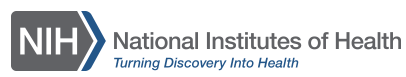 NIH National Institutes of Health
Turning Discovery Into Health